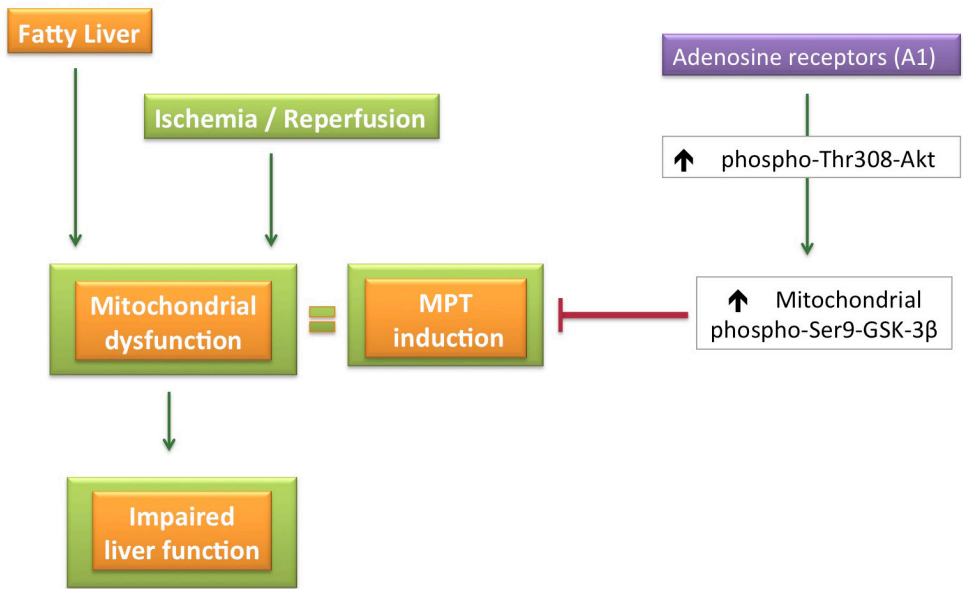 Fatty Liver
Adenosine receptors (A1)
Ischemia / Reperfusion
↑ phospho-Thr308-Akt
Mitochondrial
dysfunction
=
MPT
induction
↑ Mitochondrial
phospho-Ser9-GSK-3β
Impaired
liver function